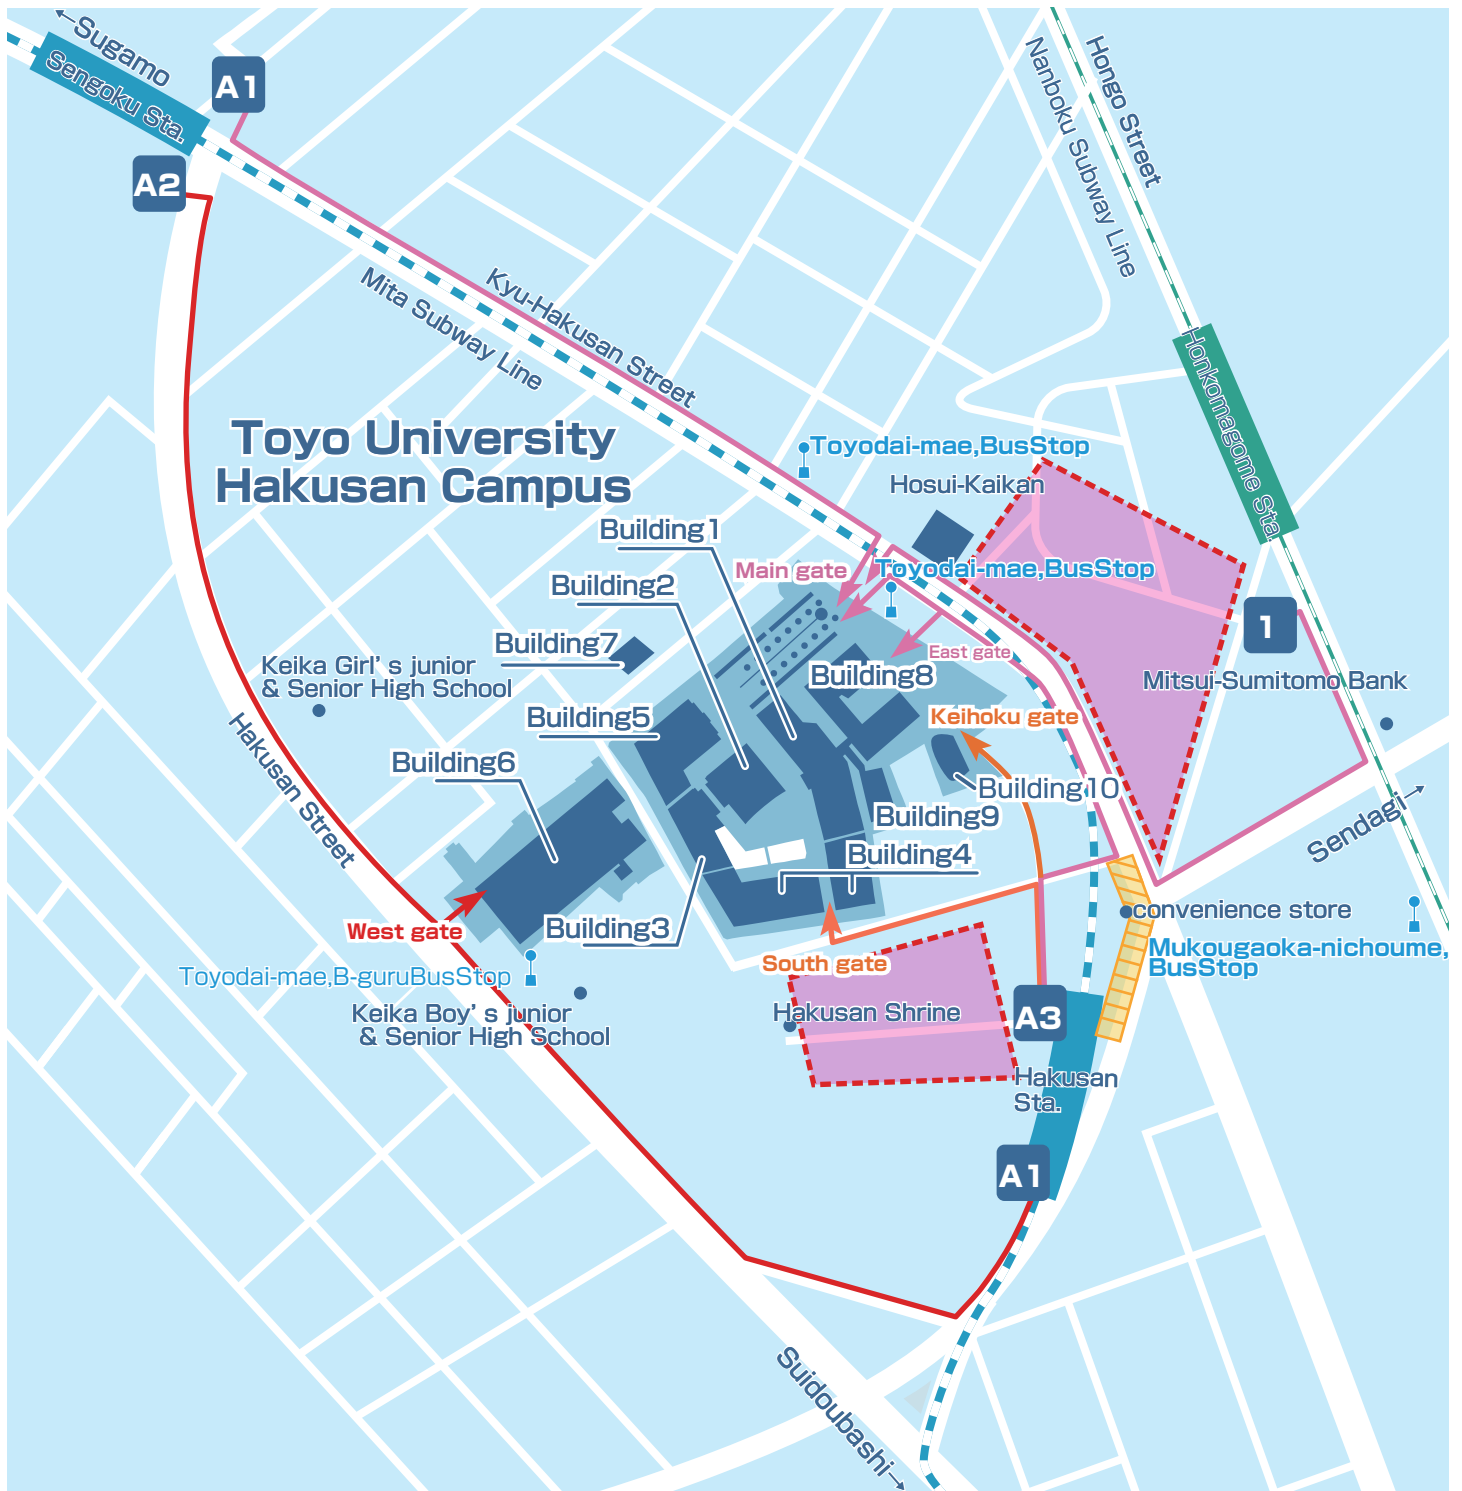 ←Sugamo
Sengoku Sta.
A1
A2
Hongo Street
Nanboku Subway Line
Kyu-Hakusan Street
Mita Subway Line
Honkomagome Sta.
Toyo University
Hakusan Campus
Toyodai-mae,BusStop
Hosui-Kaikan
Building1
Main gate
Toyodai-mae,BusStop
Building2
Building7
East gate
1
Keika Girl’s junior
& Senior High School
Building8
Mitsui-Sumitomo Bank
Building5
Keihoku gate
Hakusan Street
Building6
Building10
Building9
Sendagi→
Building4
convenience store
West gate
Building3
Mukougaoka-nichoume,
BusStop
South gate
Toyodai-mae,B-guruBusStop
Keika Boy’s junior
& Senior High School
Hakusan Shrine
A3
Hakusan
Sta.
A1
Suidoubashi→